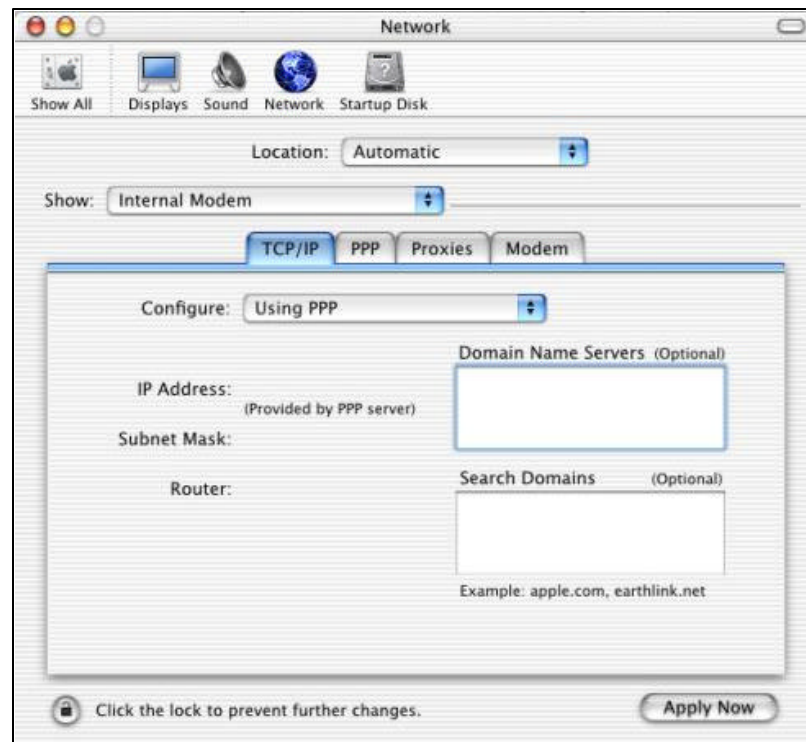 Network
Show All Displays Sound Network Startup Disk
Location: Automatic
Show: Internal Modem
TCP/IP PPP Proxies Modem
Configure: Using PPP
Domain Name Servers (Optional)
IP Address:
(Provided by PPP server)
Subnet Mask:
Router:
Search Domains (Optional)
Example: apple.com, earthlink.net
Click the lock to prevent further changes.
Apply Now